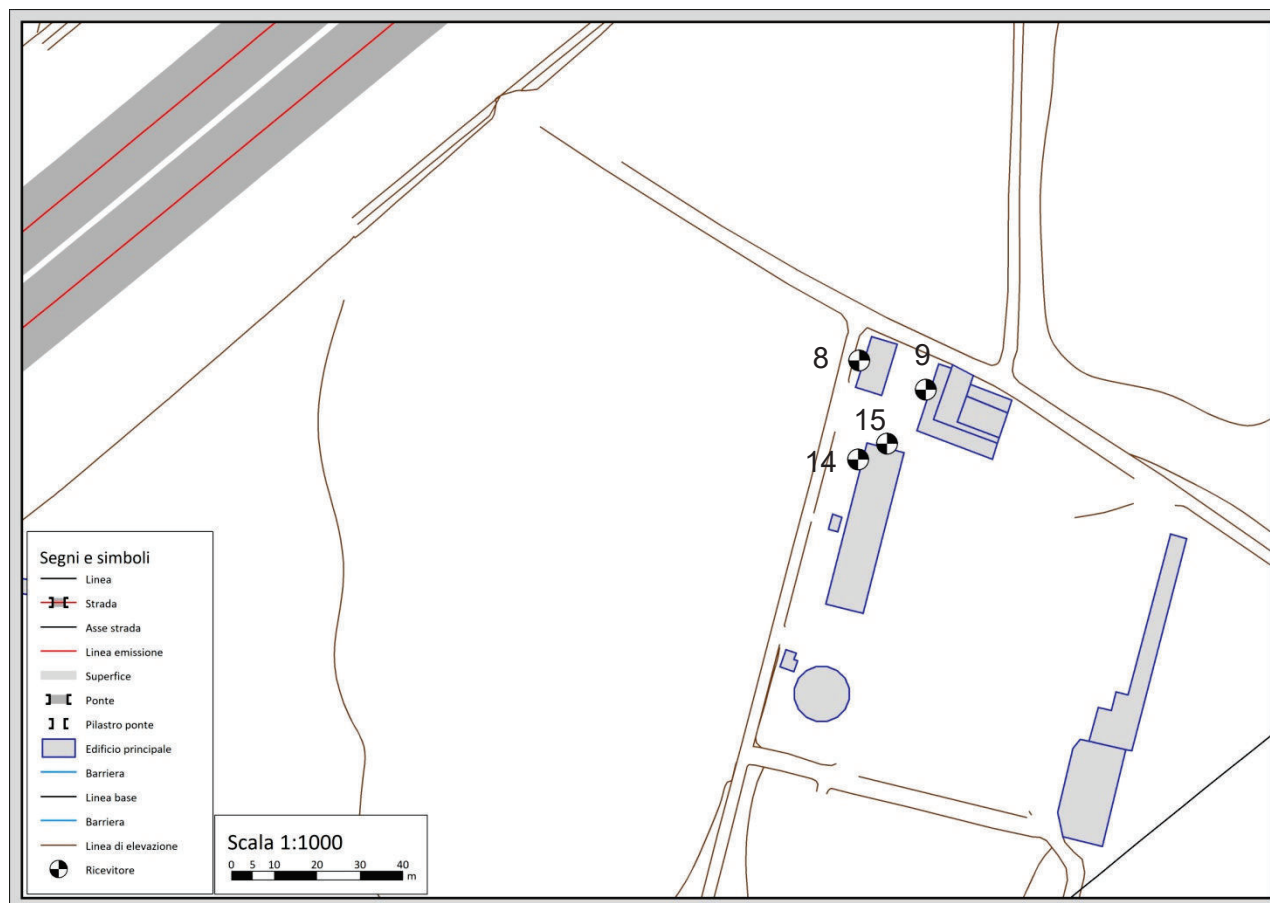 8
9
15
14
Segni e simboli
Linea
Strada
Asse strada
Linea emissione
Superfice
Ponte
Pilastro ponte
Edificio principale
Barriera
Linea base
Barriera
Linea di elevazione
Ricevitore
Scala 1:1000
0 5 10 20 30 40
m